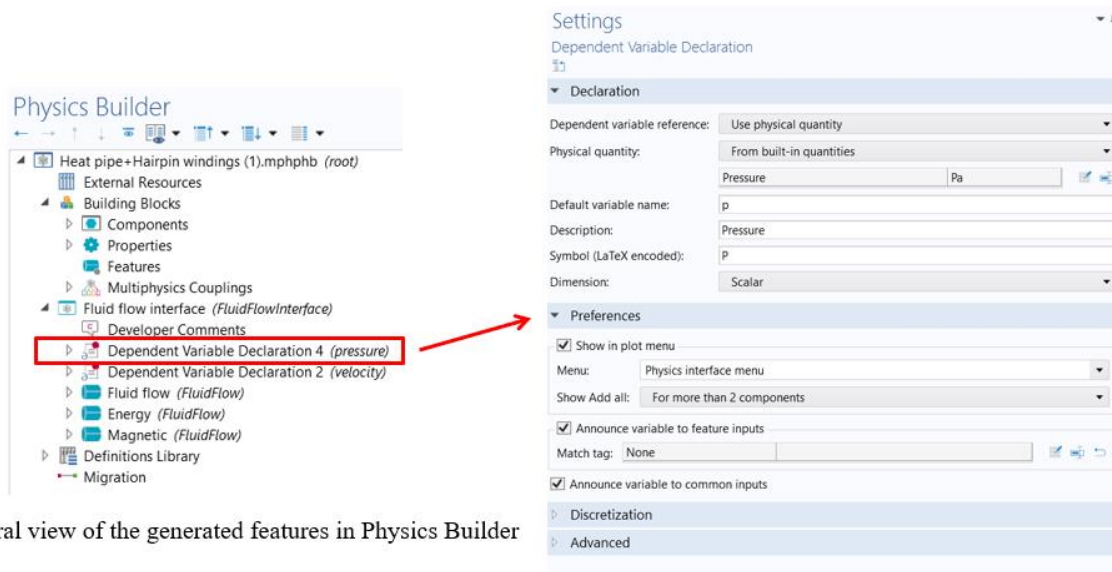 Physics Builder
Heat pipe+Hairpin windings (1).mphphb (root)
External Resources
Building Blocks
Components
Properties
Features
Multiphysics Couplings
Fluid flow interface (FluidFlowInterface)
Developer Comments
Dependent Variable Declaration 4 (pressure)
Dependent Variable Declaration 2 (velocity)
Fluid flow (FluidFlow)
Energy (FluidFlow)
Magnetic (FluidFlow)
Definitions Library
Migration
view of the generated features in Physics Builder
Settings
Dependent Variable Declaration
Declaration
Dependent variable reference: Use physical quantity
Physical quantity: From built-in quantities
Pressure Pa
Default variable name: p
Description: Pressure
Symbol (LaTeX encoded): P
Dimension: Scalar
Preferences
Show in plot menu
Menu: Physics interface menu
Show Add all: For more than 2 components
Announce variable to feature inputs
Match tag: None
Announce variable to common inputs
Discretization
Advanced